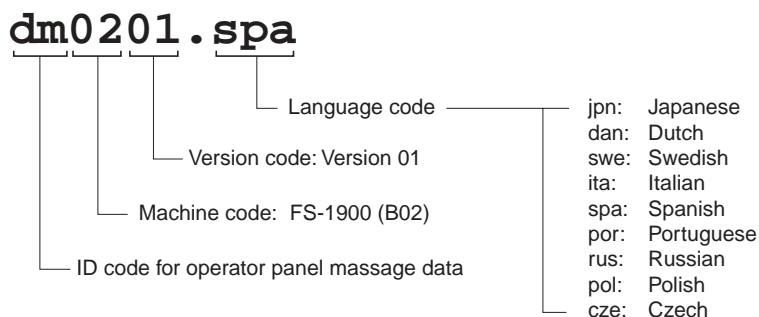 dm0201.spa
Language code
Version code: Version 01
Machine code: FS-1900 (B02)
ID code for operator panel massage data
jpn: Japanese
dan: Dutch
swe: Swedish
ita: Italian
spa: Spanish
por: Portuguese
rus: Russian
pol: Polish
cze: Czech